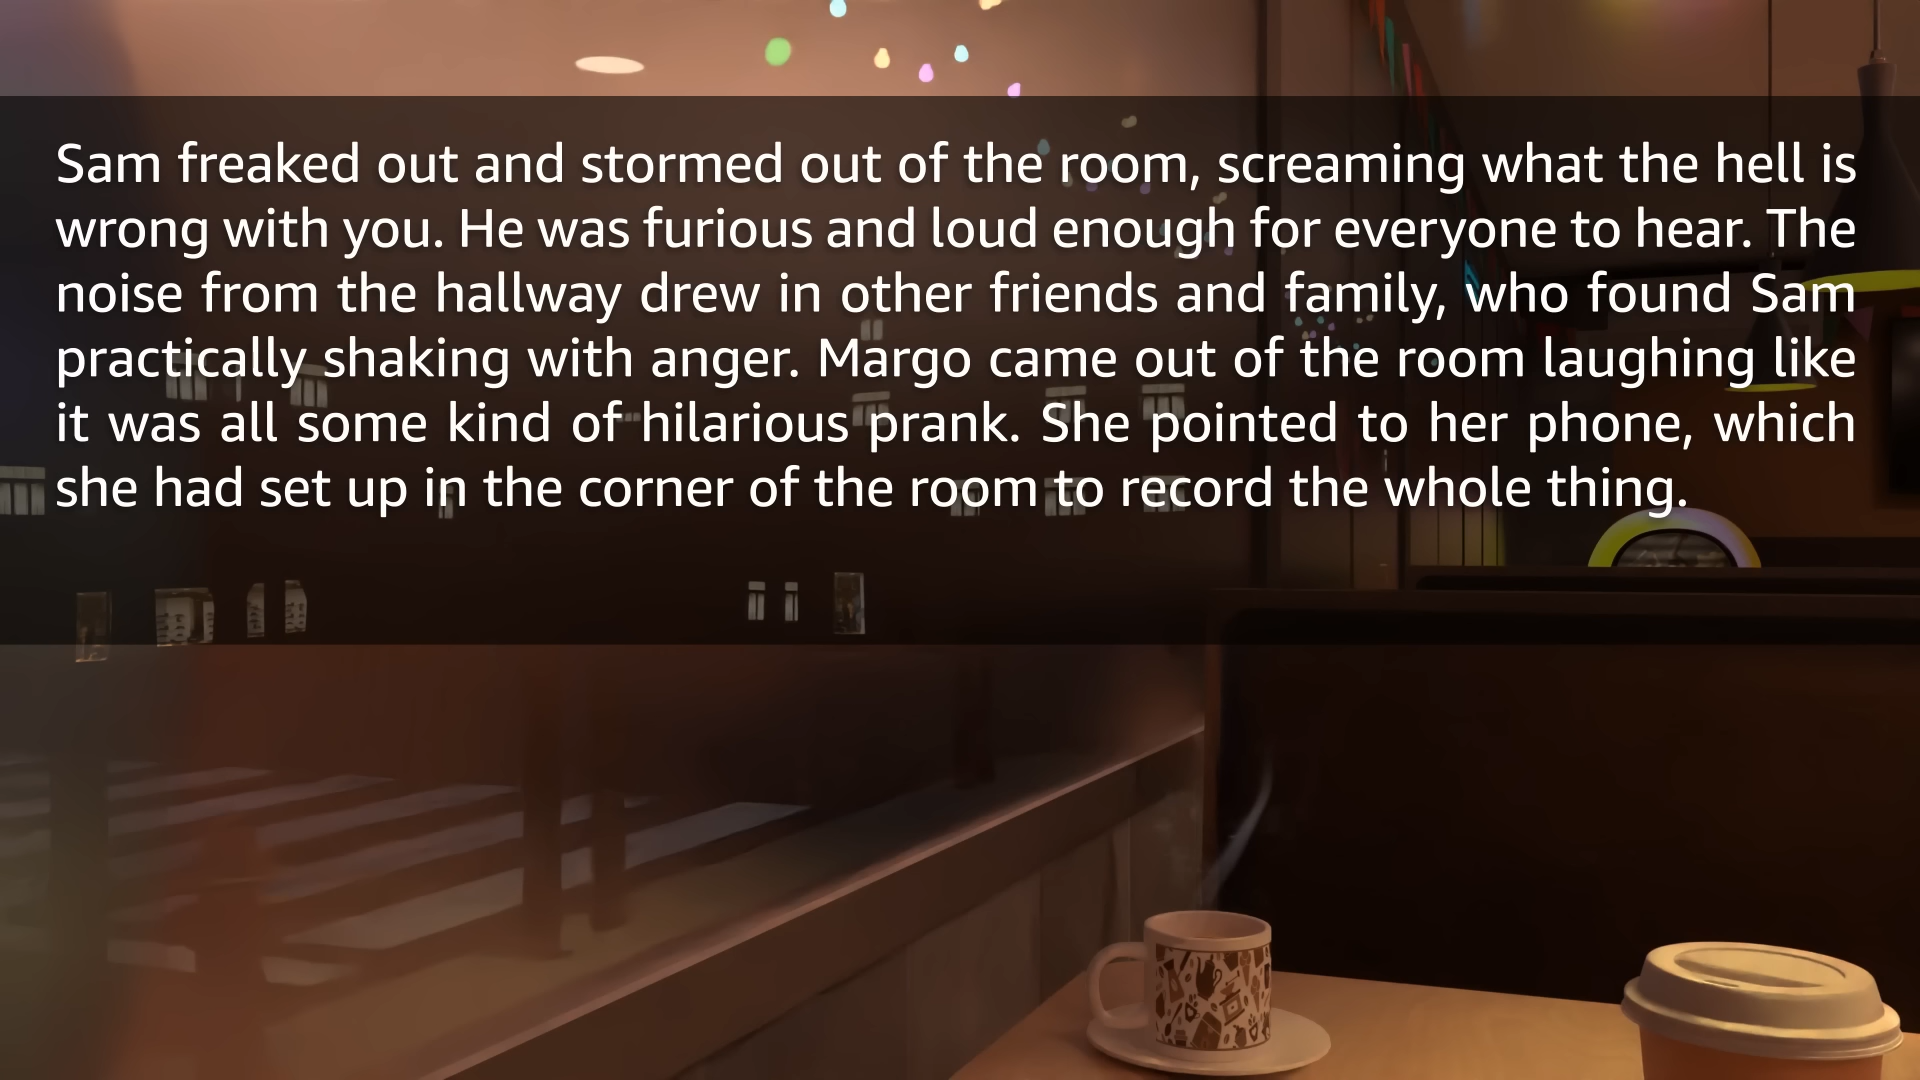 Sam freaked out and stormed out of the room, screaming what the hell is
wrong with you. He was furious and loud enough for everyone to hear. The
noise from the hallway drew in other friends and family, who found Sam
practically shaking with anger. Margo came out of the room laughing like
it was all some kind of hilarious prank. She pointed to her phone, which
she had set up in the corner of the room to record the whole thing.